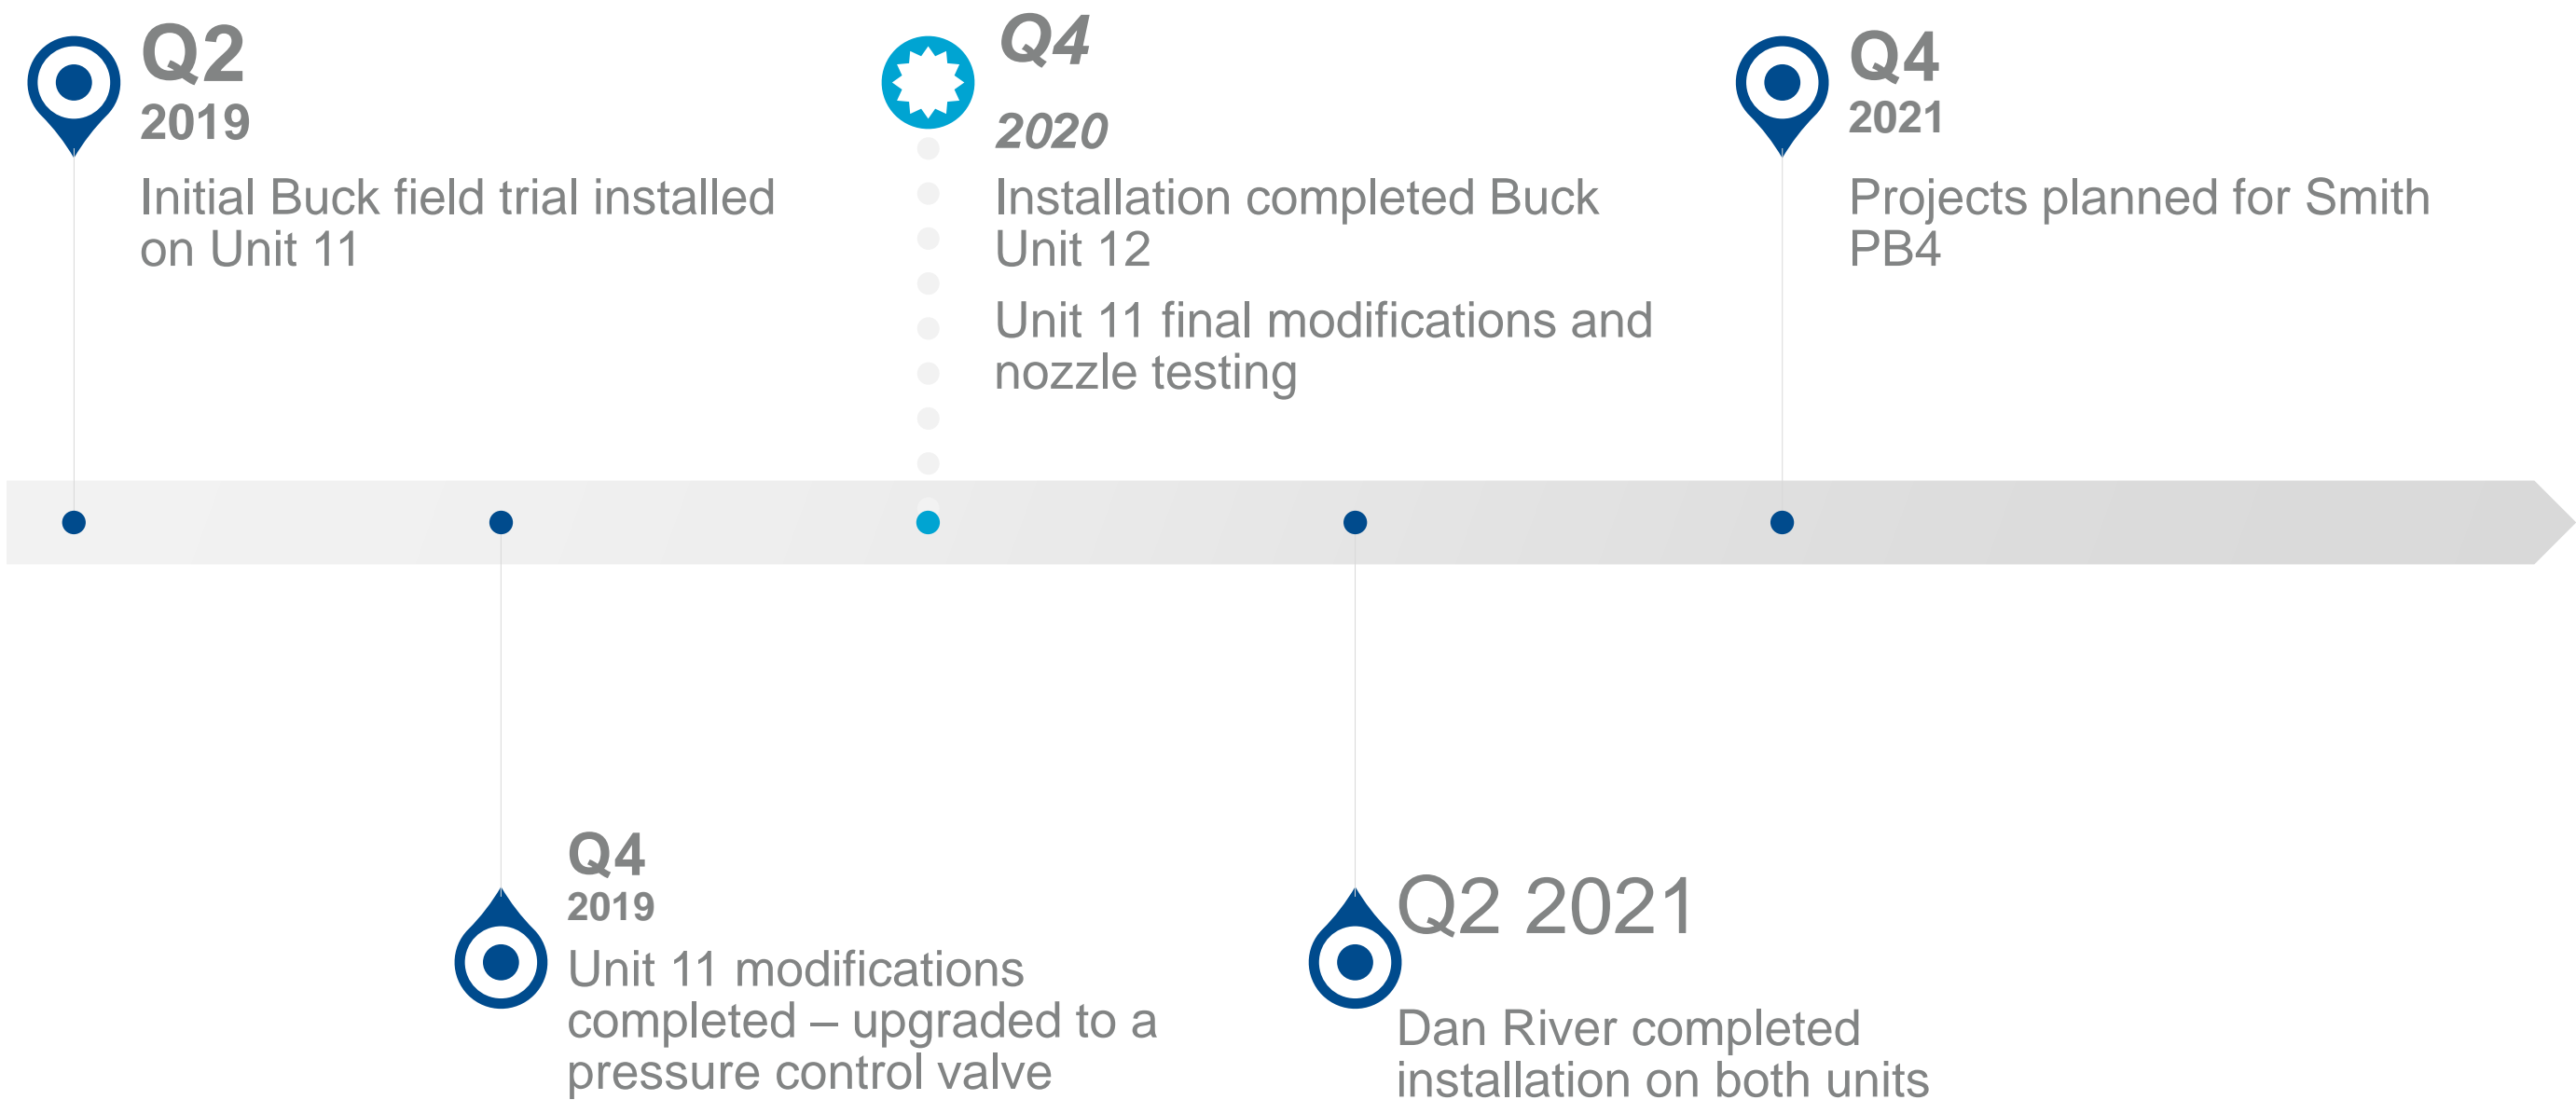 Q2
2019
Initial Buck field trial installed
on Unit 11
Q4
2020
Installation completed Buck
Unit 12
Unit 11 final modifications and
nozzle testing
Q4
2021
Projects planned for Smith
PB4
Q4
2019
Unit 11 modifications
completed – upgraded to a
pressure control valve
Q2 2021
Dan River completed
installation on both units